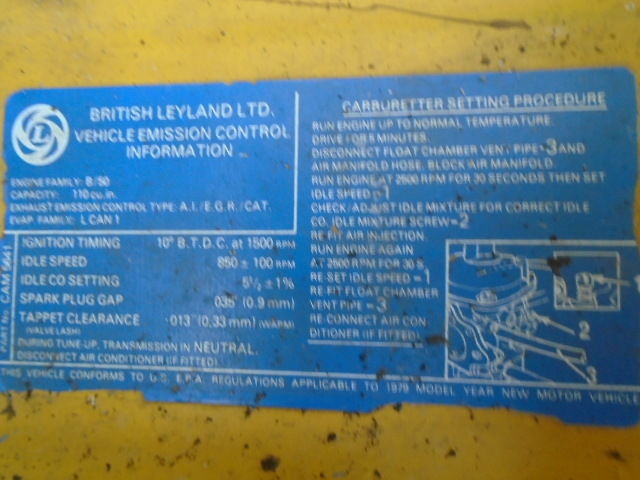 L
BRITISH LEYLAND LTD.
VEHICLE EMISSION CONTROL
INFORMATION
ENGINE FAMILY: B/50
CAPACITY: 110 cu.in.
EXHAUST EMISSION CONTROL TYPE: A.I./E.G.R./CAT.
EVAP. FAMILY: L CAN 1
IGNITION TIMING 10° B.T.D.C. at 1500 RPM
IDLE SPEED 850 ± 100 RPM
IDLE CO SETTING 5½ ± 1%
SPARK PLUG GAP .035" (0.9 mm)
TAPPET CLEARANCE .013" (0.33 mm) (WARM)
(VALVE LASH)
DURING TUNE-UP, TRANSMISSION IN NEUTRAL.
DISCONNECT AIR CONDITIONER (IF FITTED)
PART No. CAM 5641
CARBURETTER SETTING PROCEDURE
RUN ENGINE UP TO NORMAL TEMPERATURE.
DRIVE FOR 5 MINUTES.
DISCONNECT FLOAT CHAMBER VENT PIPE-3 AND
AIR MANIFOLD HOSE. BLOCK AIR MANIFOLD.
RUN ENGINE AT 2500 RPM FOR 30 SECONDS THEN SET
IDLE SPEED-1
CHECK / ADJUST IDLE MIXTURE FOR CORRECT IDLE
CO. IDLE MIXTURE SCREW-2
RE FIT AIR INJECTION.
RUN ENGINE AGAIN
AT 2500 RPM FOR 30 S.
RE-SET IDLE SPEED-1
RE-FIT FLOAT CHAMBER
VENT PIPE-3
RE-CONNECT AIR CON-
DITIONER (IF FITTED)
2
3
THIS VEHICLE CONFORMS TO U.S. E.P.A. REGULATIONS APPLICABLE TO 1979 MODEL YEAR NEW MOTOR VEHICLE